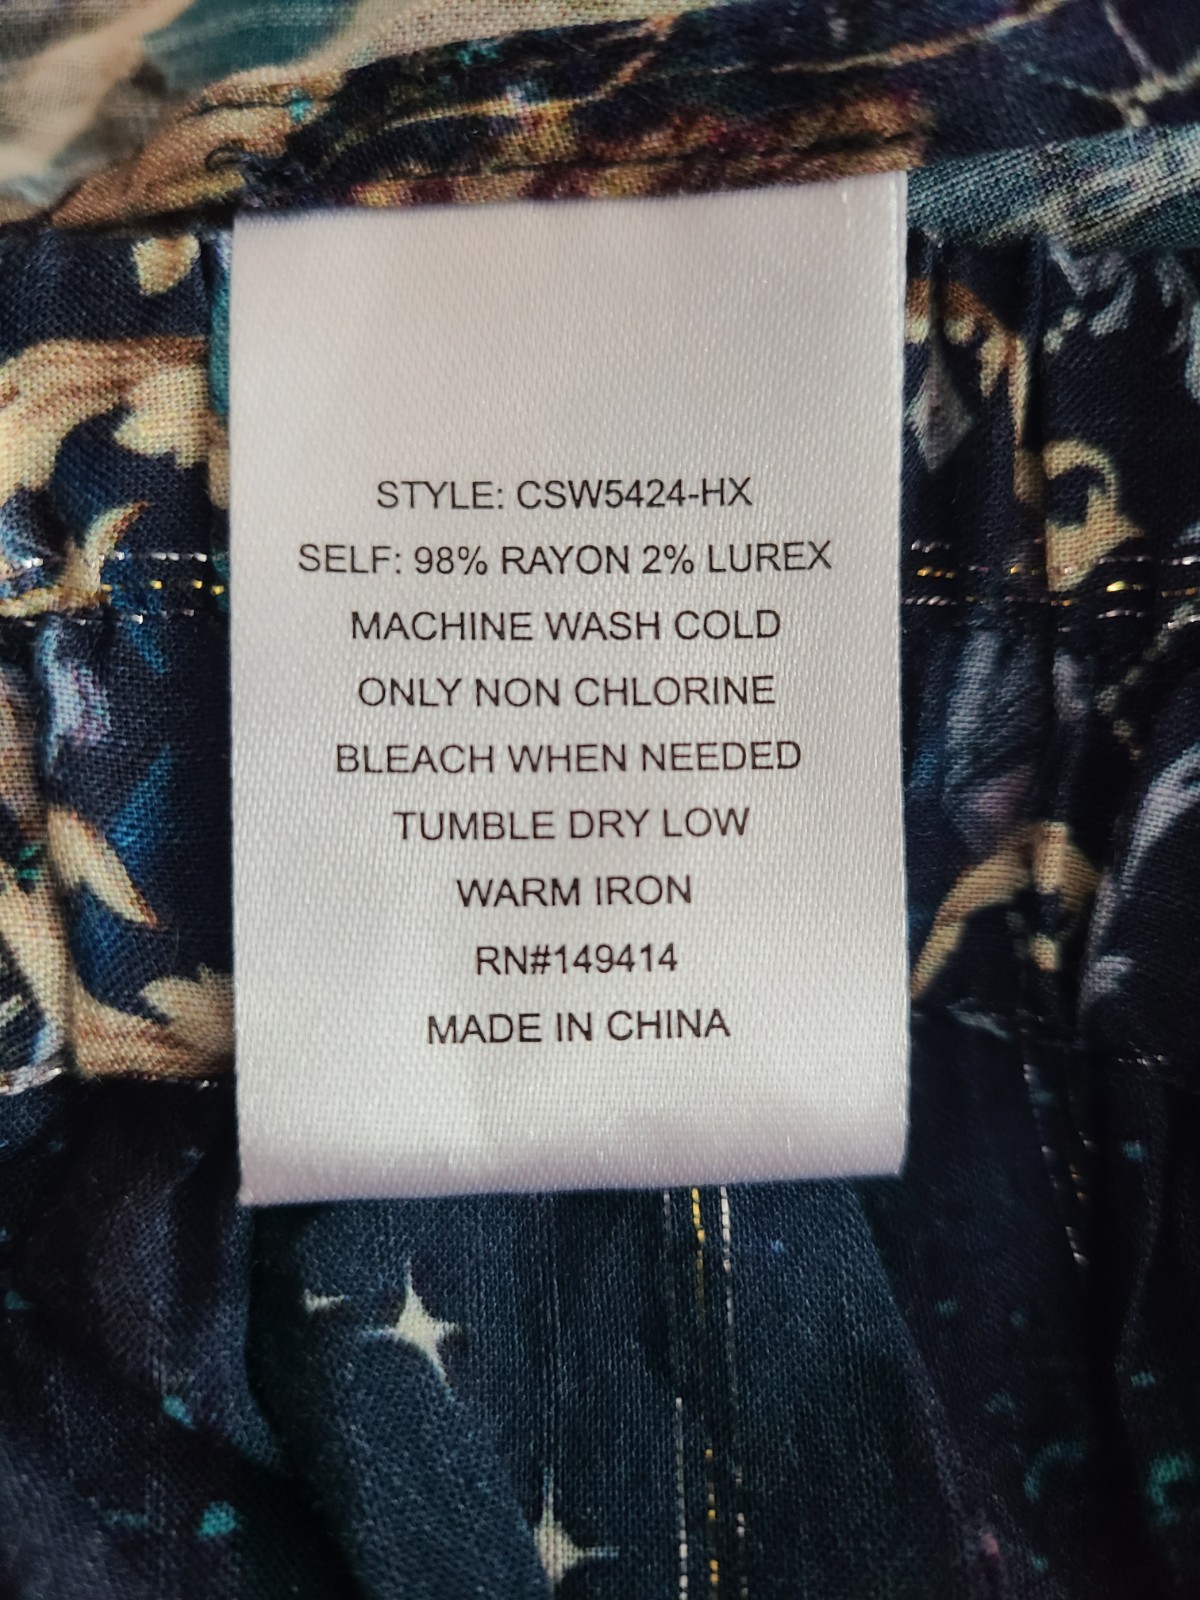 STYLE: CSW5424-HX
SELF: 98% RAYON 2% LUREX
MACHINE WASH COLD
ONLY NON CHLORINE
BLEACH WHEN NEEDED
TUMBLE DRY LOW
WARM IRON
RN#149414
MADE IN CHINA